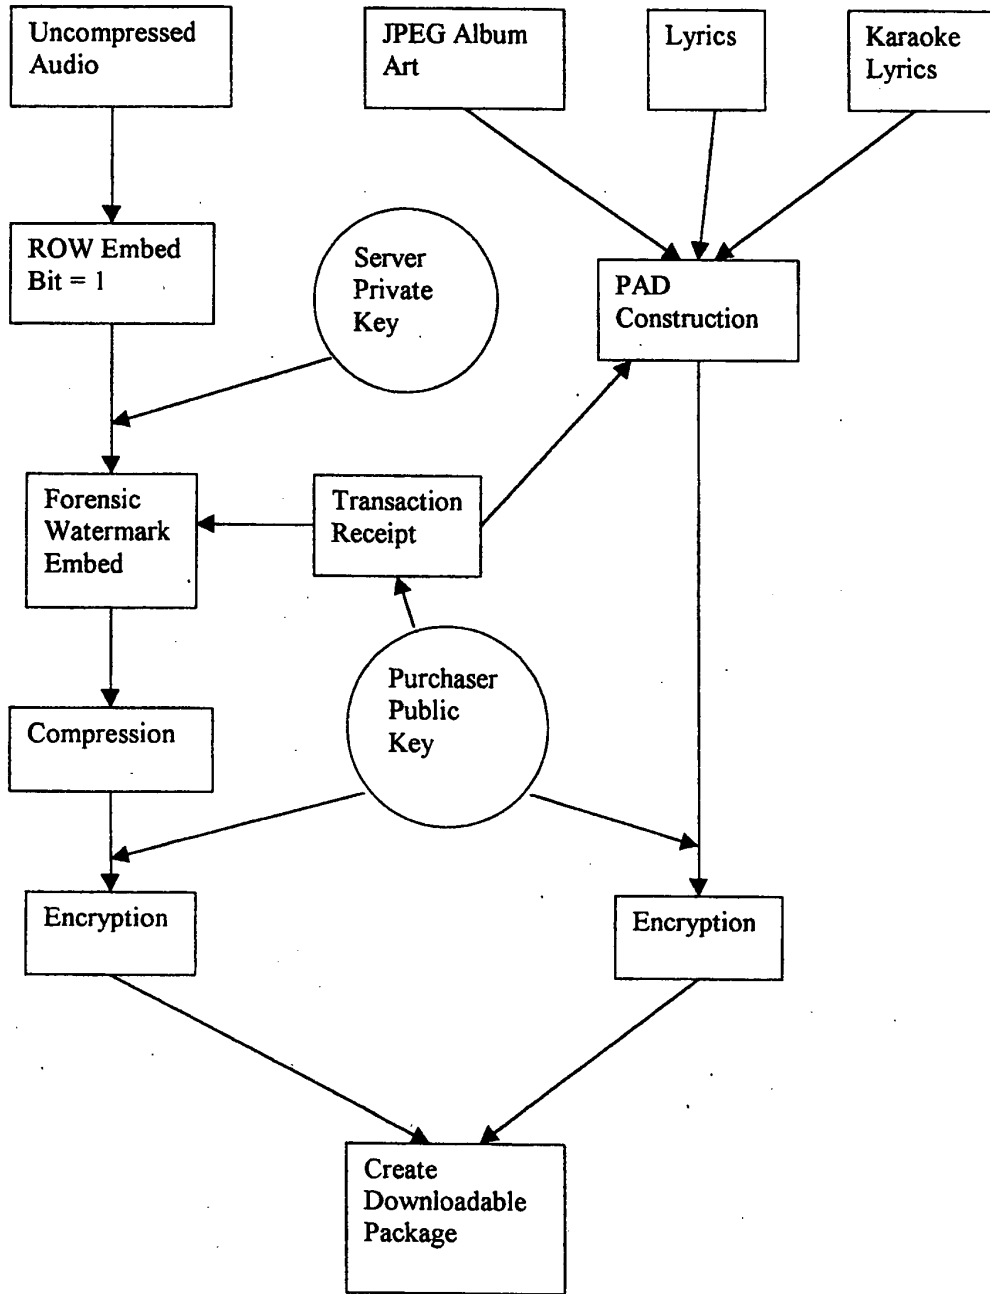 Uncompressed
Audio
JPEG Album
Art
Lyrics
Karaoke
Lyrics
ROW Embed
Bit = 1
Server
Private
Key
PAD
Construction
Forensic
Watermark
Embed
Transaction
Receipt
Purchaser
Public
Key
Compression
Encryption
Encryption
Create
Downloadable
Package